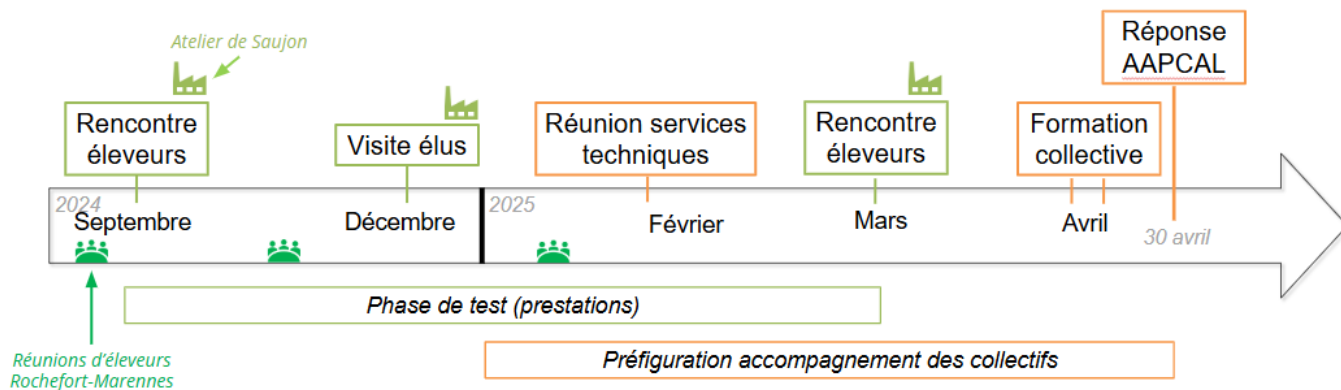 Atelier de Saujon
Réponse
AAPCAL
Rencontre
éleveurs
Visite élus
Réunion services
techniques
Rencontre
éleveurs
Formation
collective
2024
Septembre
Décembre
2025
Février
Mars
Avril
30 avril
Phase de test (prestations)
Préfiguration accompagnement des collectifs
Réunions d’éleveurs
Rochefort-Marennes